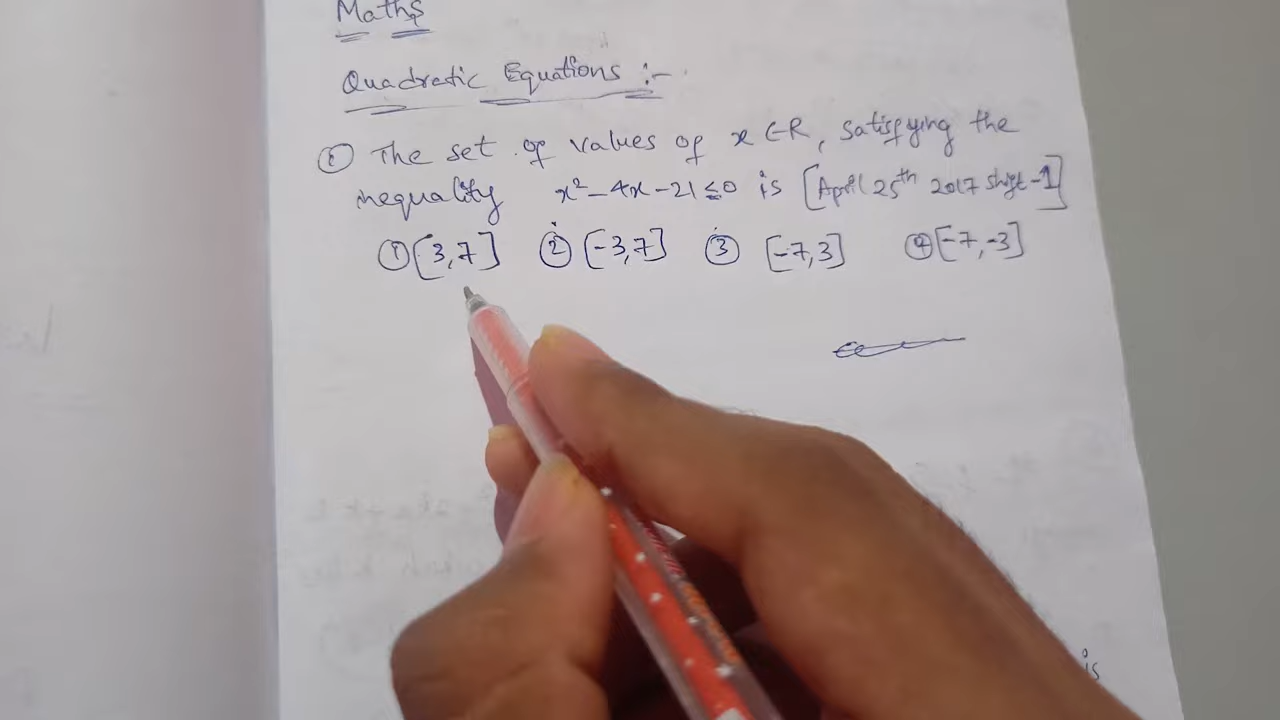 Maths
Quadratic Equations :-
① The set of values of x ∈ R, satisfying the
inequality x² - 4x - 21 ≤ 0 is [April 25th 2017 shift - 1]
① [3, 7] ② [-3, 7] ③ [-7, 3] ④ [-7, -3]
is